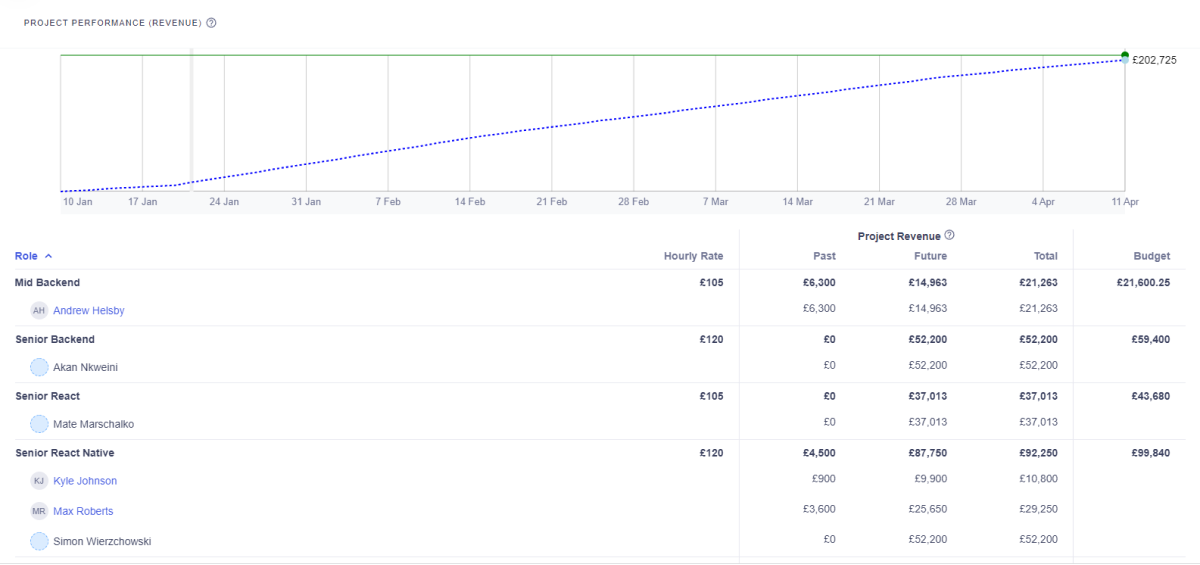 PROJECT PERFORMANCE (REVENUE) ?
£202,725
10 Jan 17 Jan 24 Jan 31 Jan 7 Feb 14 Feb 21 Feb 28 Feb 7 Mar 14 Mar 21 Mar 28 Mar 4 Apr 11 Apr
Project Revenue ?
Role Hourly Rate Past Future Total Budget
Mid Backend £105 £6,300 £14,963 £21,263 £21,600.25
AH Andrew Helsby £6,300 £14,963 £21,263
Senior Backend £120 £0 £52,200 £52,200 £59,400
Akan Nkweini £0 £52,200 £52,200
Senior React £105 £0 £37,013 £37,013 £43,680
Mate Marschalko £0 £37,013 £37,013
Senior React Native £120 £4,500 £87,750 £92,250 £99,840
KJ Kyle Johnson £900 £9,900 £10,800
MR Max Roberts £3,600 £25,650 £29,250
Simon Wierzchowski £0 £52,200 £52,200